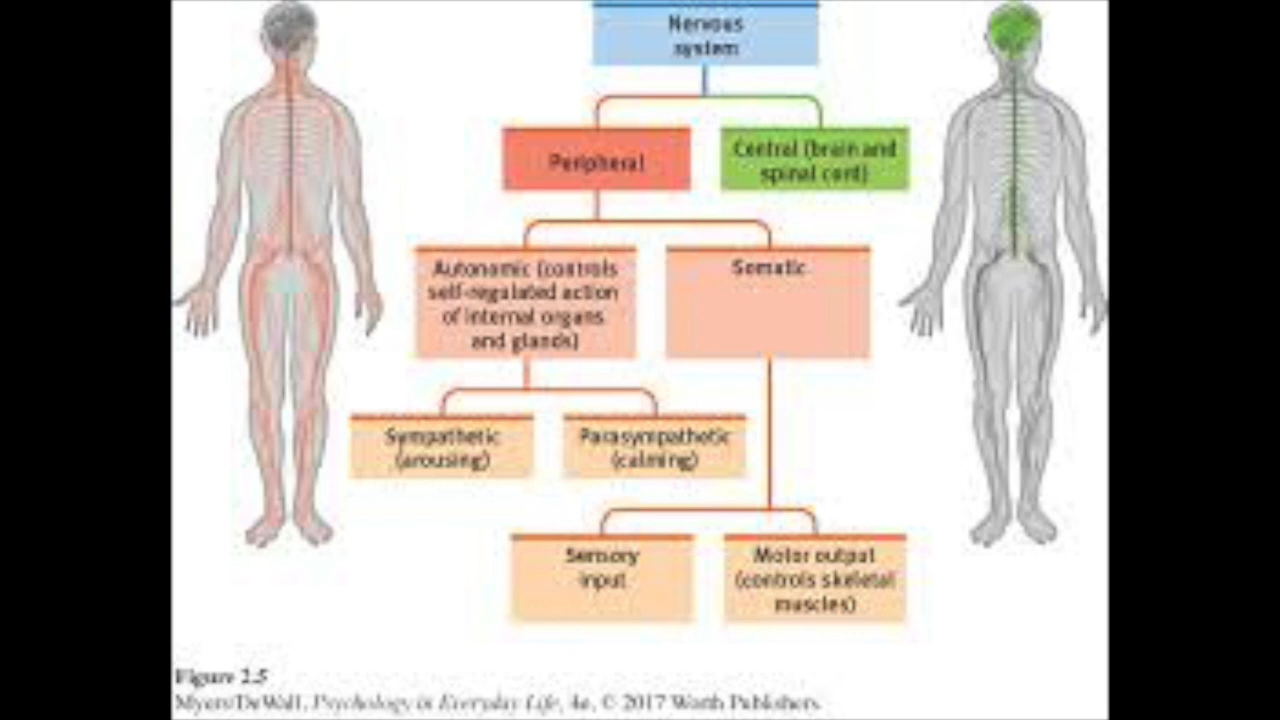 Nervous
system
Peripheral
Central (brain and
spinal cord)
Autonomic (controls
self-regulated action
of internal organs
and glands)
Somatic
Sympathetic
(arousing)
Parasympathetic
(calming)
Sensory
input
Motor output
(controls skeletal
muscles)
Figure 2.5
Myers/DeWall, Psychology in Everyday Life, 4e, © 2017 Worth Publishers